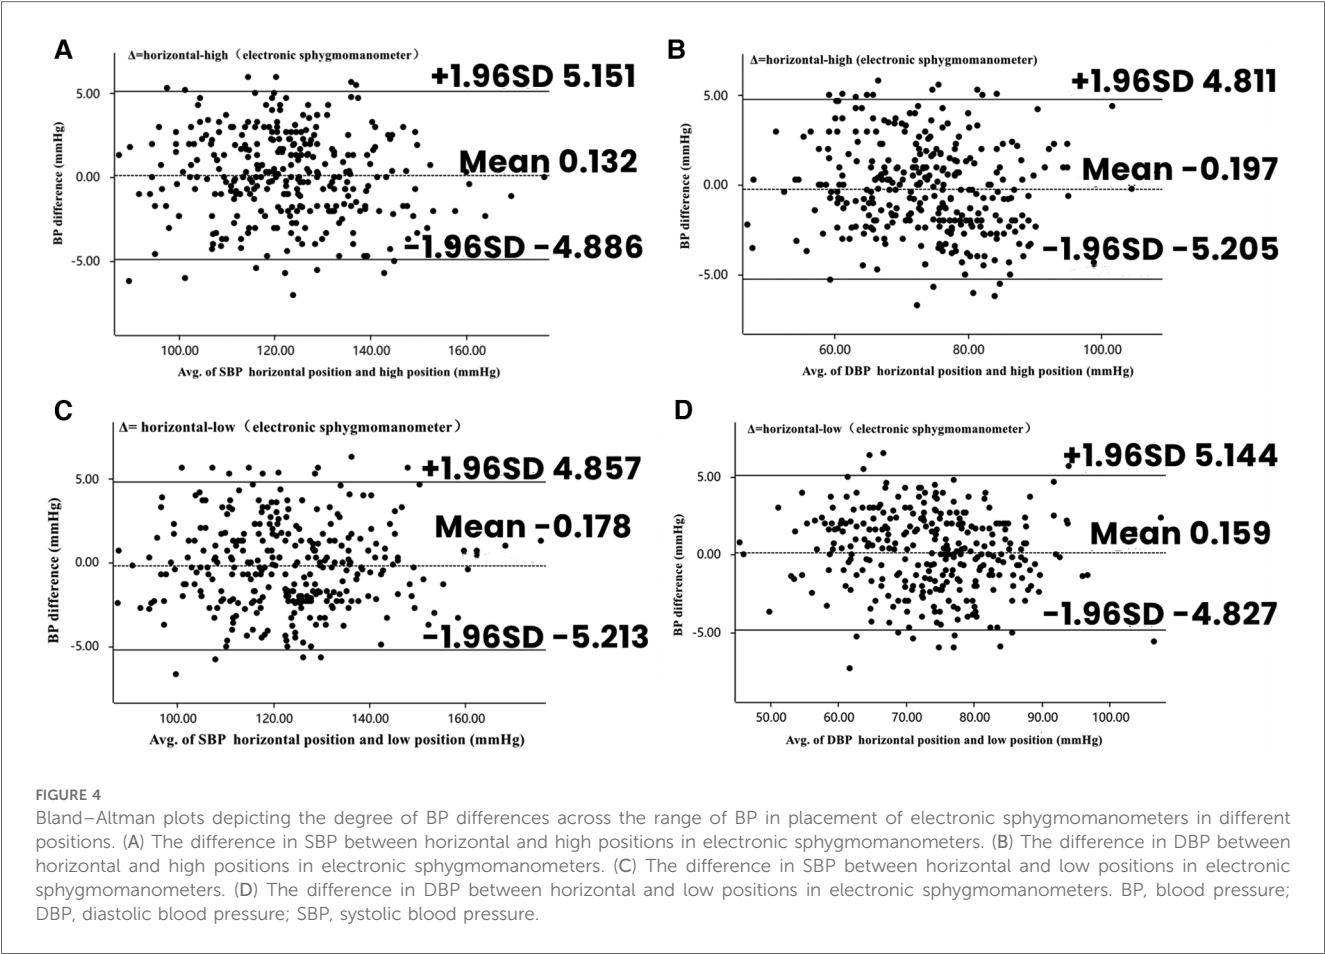 A
Δ=horizontal-high（electronic sphygmomanometer）
+1.96SD 5.151
Mean 0.132
−1.96SD −4.886
5.00
0.00
-5.00
BP difference (mmHg)
100.00 120.00 140.00 160.00
Avg. of SBP horizontal position and high position (mmHg)
B
Δ=horizontal-high (electronic sphygmomanometer)
+1.96SD 4.811
Mean −0.197
−1.96SD −5.205
5.00
0.00
-5.00
BP difference (mmHg)
60.00 80.00 100.00
Avg. of DBP horizontal position and high position (mmHg)
C
Δ= horizontal-low（electronic sphygmomanometer）
+1.96SD 4.857
Mean −0.178
−1.96SD −5.213
5.00
0.00
-5.00
BP difference (mmHg)
100.00 120.00 140.00 160.00
Avg. of SBP horizontal position and low position (mmHg)
D
Δ=horizontal-low（electronic sphygmomanometer）
+1.96SD 5.144
Mean 0.159
−1.96SD −4.827
5.00
0.00
-5.00
BP difference (mmHg)
50.00 60.00 70.00 80.00 90.00 100.00
Avg. of DBP horizontal position and low position (mmHg)
FIGURE 4
Bland–Altman plots depicting the degree of BP differences across the range of BP in placement of electronic sphygmomanometers in different
positions. (A) The difference in SBP between horizontal and high positions in electronic sphygmomanometers. (B) The difference in DBP between
horizontal and high positions in electronic sphygmomanometers. (C) The difference in SBP between horizontal and low positions in electronic
sphygmomanometers. (D) The difference in DBP between horizontal and low positions in electronic sphygmomanometers. BP, blood pressure;
DBP, diastolic blood pressure; SBP, systolic blood pressure.